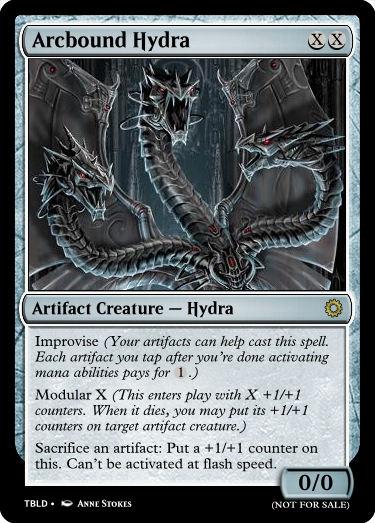 Arcbound Hydra X X
Artifact Creature — Hydra
Improvise (Your artifacts can help cast this spell.
Each artifact you tap after you're done activating
mana abilities pays for 1.)
Modular X (This enters play with X +1/+1
counters. When it dies, you may put its +1/+1
counters on target artifact creature.)
Sacrifice an artifact: Put a +1/+1 counter on
this. Can't be activated at flash speed.
0/0
TBLD • Anne Stokes (NOT FOR SALE)